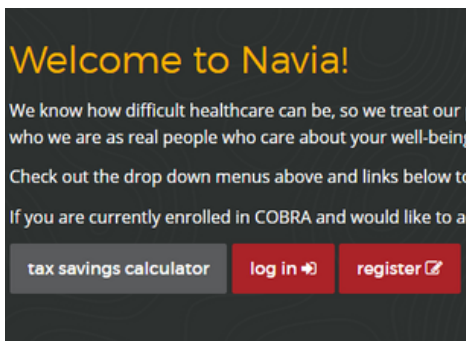 Welcome to Navia!
We know how difficult healthcare can be, so we treat our
who we are as real people who care about your well-being
Check out the drop down menus above and links below to
If you are currently enrolled in COBRA and would like to a
tax savings calculator log in register